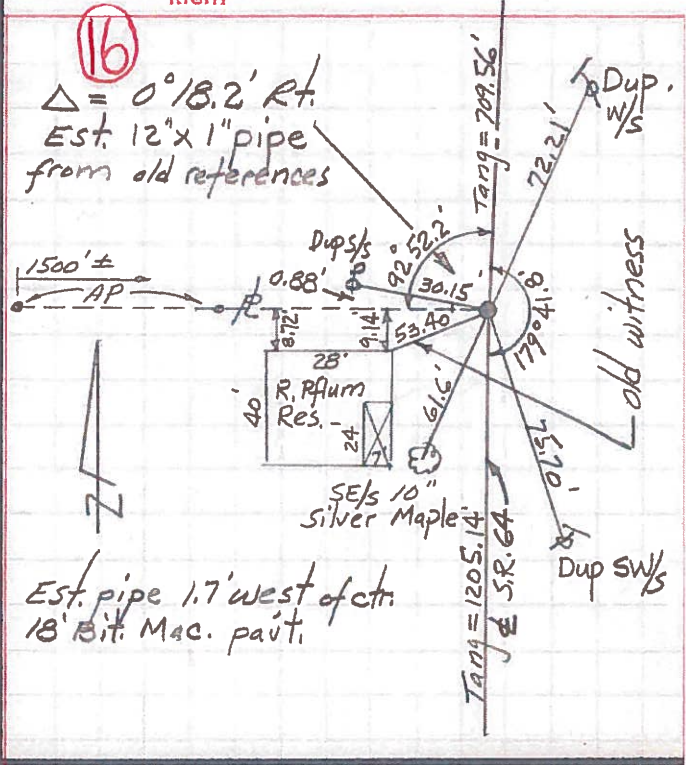 16
Δ = 0°18.2' Rt.
Est. 12" x 1" pipe
from old references
Tang = 709.56'
Dup. W/s
72.21'
Dup S/s
92° 52.2'
30.15'
0.88'
1500' ±
AP
8.72'
9.14'
53.40
179° 41.8'
old witness
28'
R. Pflum
Res.
40
24
7'
61.6'
75.70'
SE/s 10"
Silver Maple
Dup SW/s
Tang = 1205.14'
℄ S.R. 64
N
Est. pipe 1.7' west of ctr.
18' Bit. Mac. pav't.